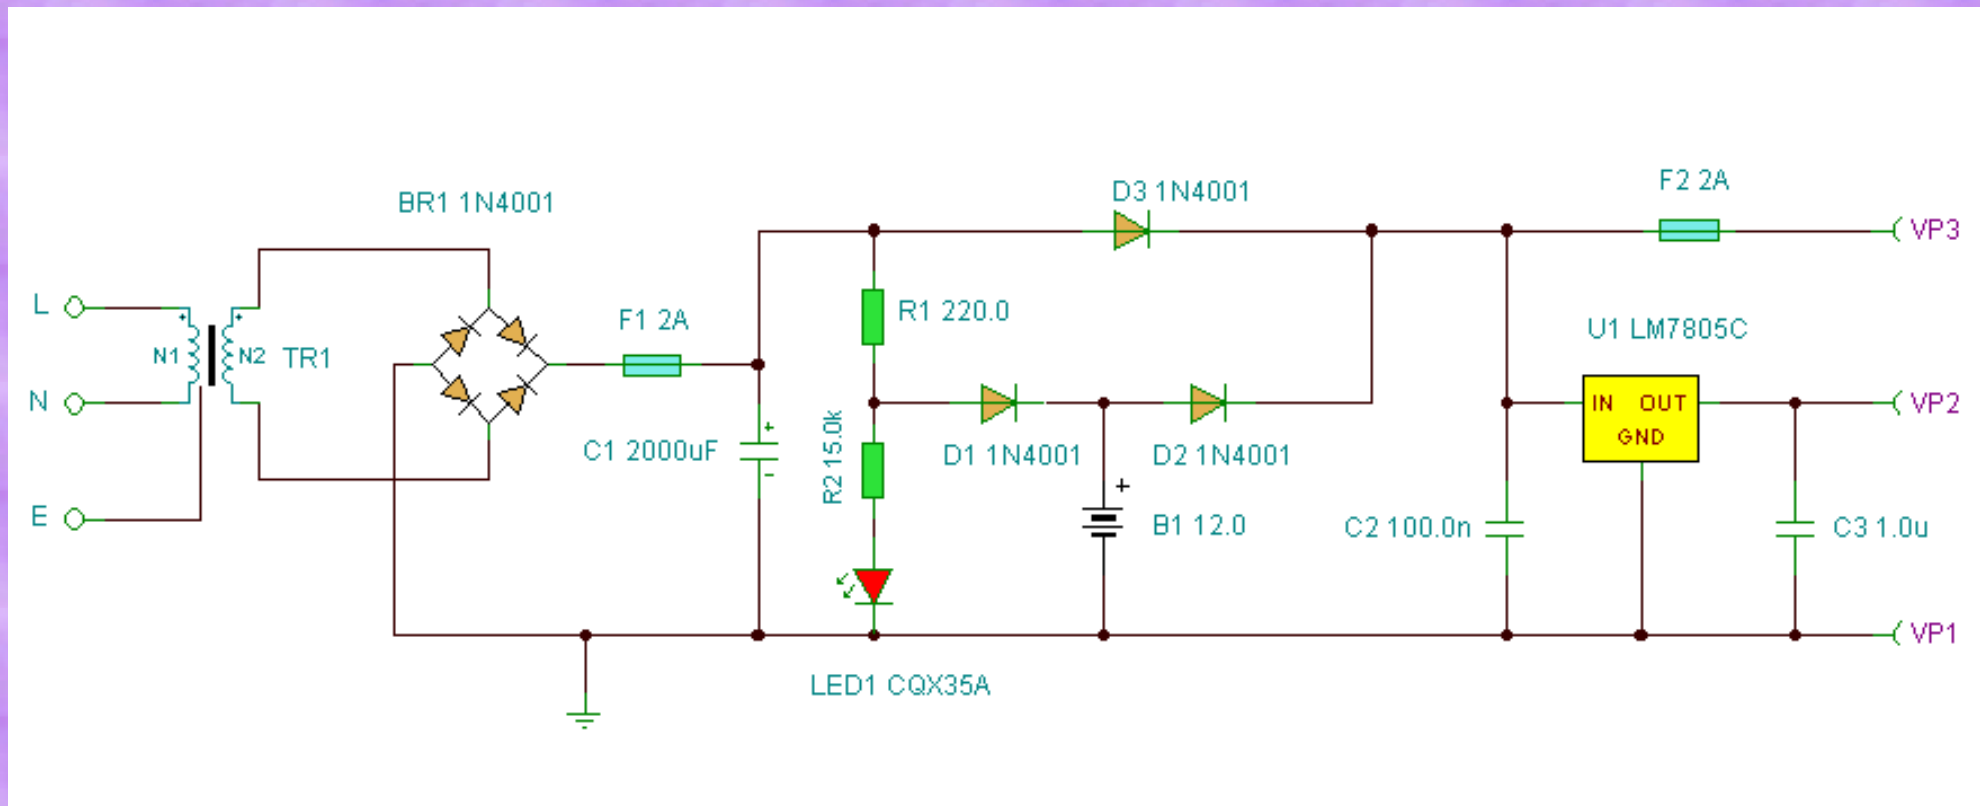 D3 1N4001
F2 2A
BR1 1N4001
VP3
L
F1 2A
R1 220.0
U1 LM7805C
N1
N2
TR1
N
IN OUT
GND
VP2
C1 2000uF
+
-
R2 15.0k
D1 1N4001
D2 1N4001
+
B1 12.0
C2 100.0n
C3 1.0u
E
VP1
LED1 CQX35A